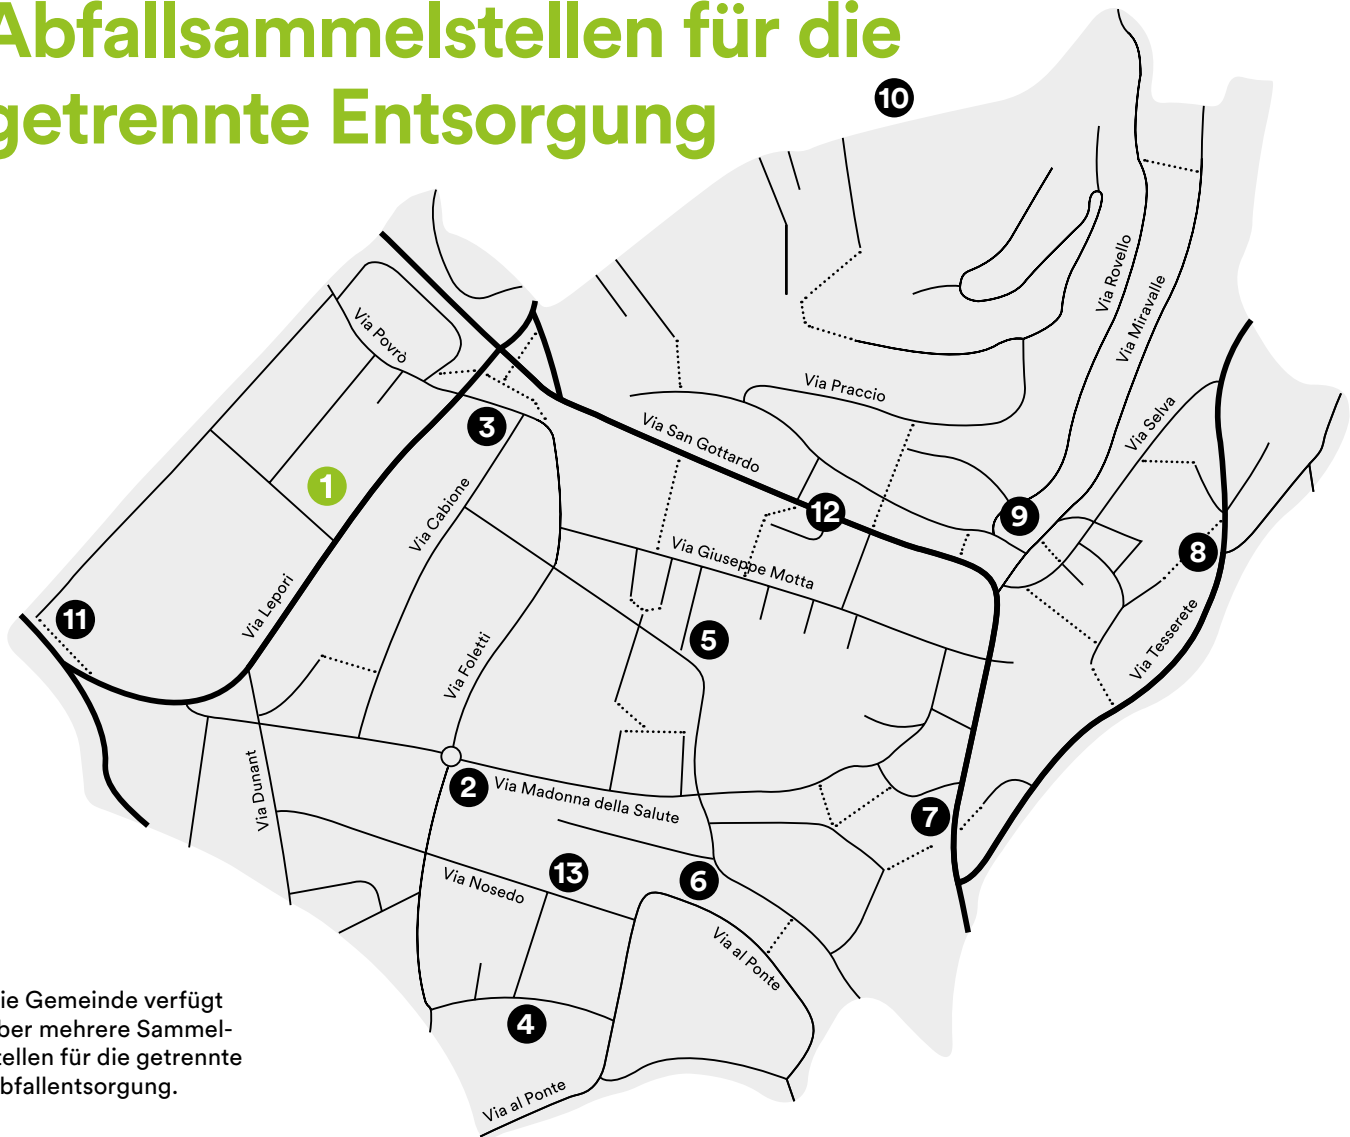 Abfallsammelstellen für die
getrennte Entsorgung
10
Via Rovello
Via Miravalle
Via Povrò
Via Praccio
3
Via San Gottardo
Via Selva
1
Via Cabione
12
9
8
Via Giuseppe Motta
11
Via Lepori
5
Via Foletti
Via Tesserete
2
Via Madonna della Salute
Via Dunant
7
13
6
Via Nosedo
Via al Ponte
4
Via al Ponte
ie Gemeinde verfügt
ber mehrere Sammel-
tellen für die getrennte
bfallentsorgung.